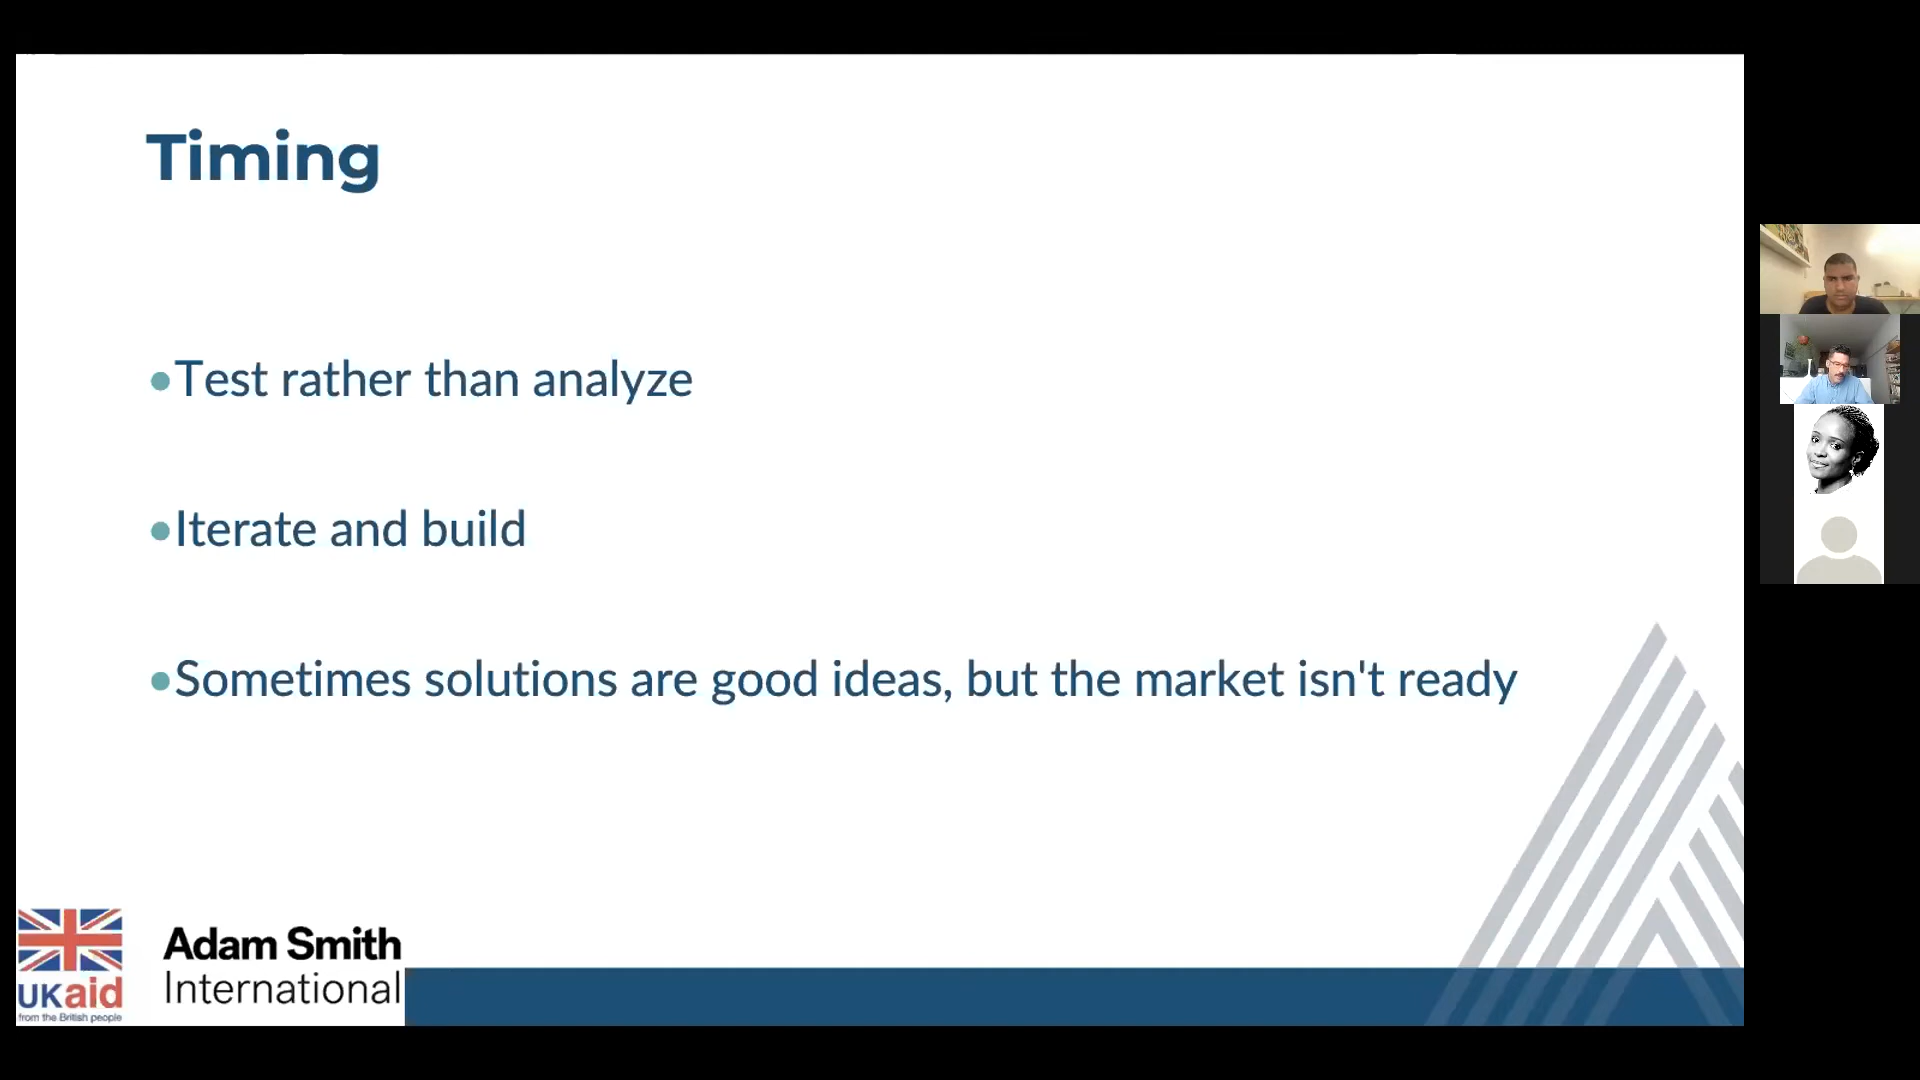 Timing
•Test rather than analyze
•Iterate and build
•Sometimes solutions are good ideas, but the market isn't ready
UKaid
from the British people
Adam Smith
International